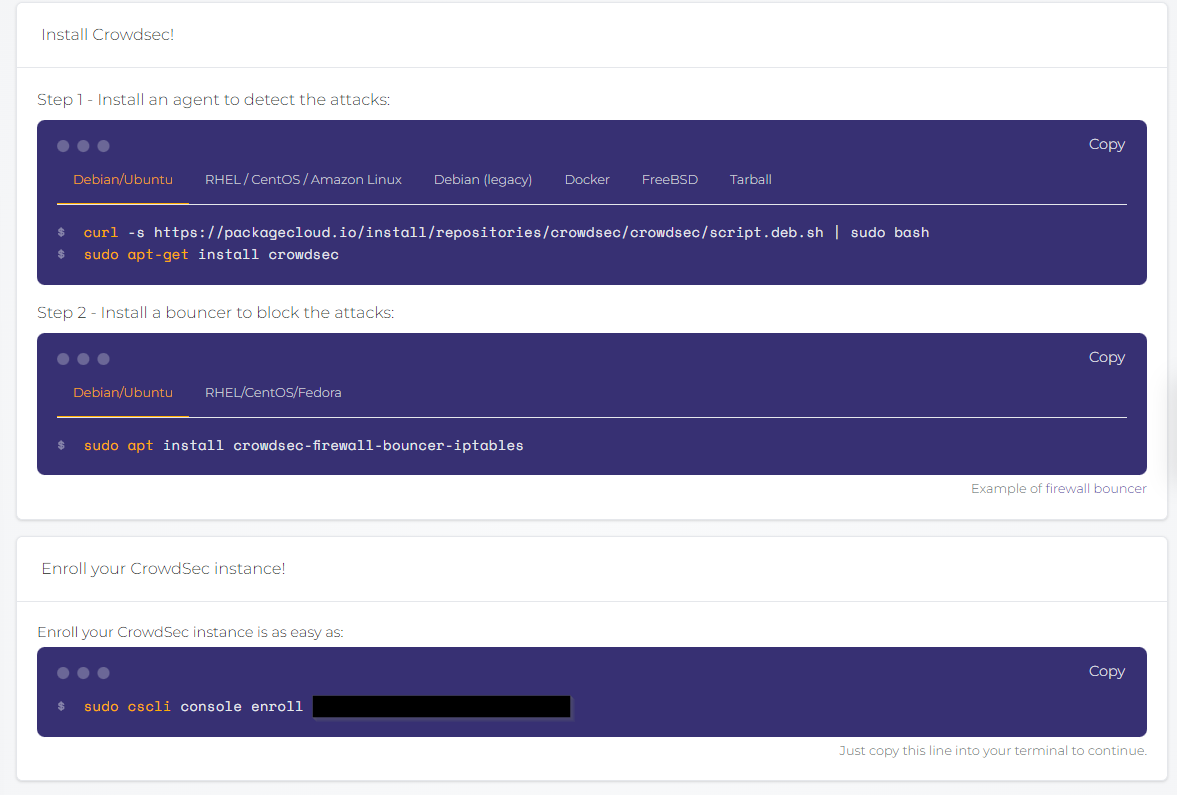 Install Crowdsec!
Step 1 - Install an agent to detect the attacks:
Copy
Debian/Ubuntu RHEL / CentOS / Amazon Linux Debian (legacy) Docker FreeBSD Tarball
$ curl -s https://packagecloud.io/install/repositories/crowdsec/crowdsec/script.deb.sh | sudo bash
$ sudo apt-get install crowdsec
Step 2 - Install a bouncer to block the attacks:
Copy
Debian/Ubuntu RHEL/CentOS/Fedora
$ sudo apt install crowdsec-firewall-bouncer-iptables
Example of firewall bouncer
Enroll your CrowdSec instance!
Enroll your CrowdSec instance is as easy as:
Copy
$ sudo cscli console enroll
Just copy this line into your terminal to continue.